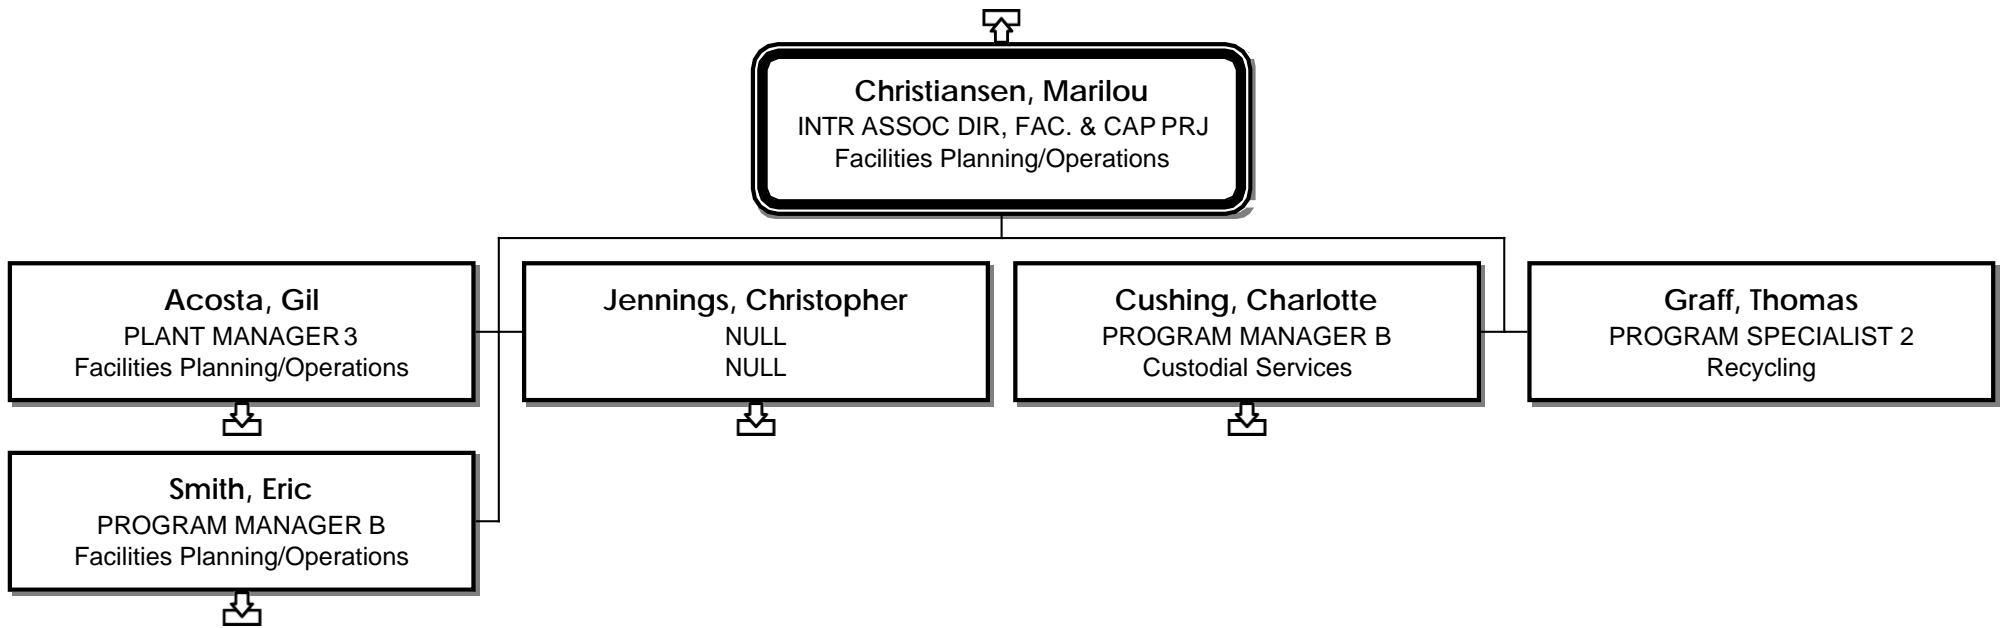 Christiansen, Marilou
INTR ASSOC DIR, FAC. & CAP PRJ
Facilities Planning/Operations
Acosta, Gil
PLANT MANAGER 3
Facilities Planning/Operations
Jennings, Christopher
NULL
NULL
Cushing, Charlotte
PROGRAM MANAGER B
Custodial Services
Graff, Thomas
PROGRAM SPECIALIST 2
Recycling
Smith, Eric
PROGRAM MANAGER B
Facilities Planning/Operations